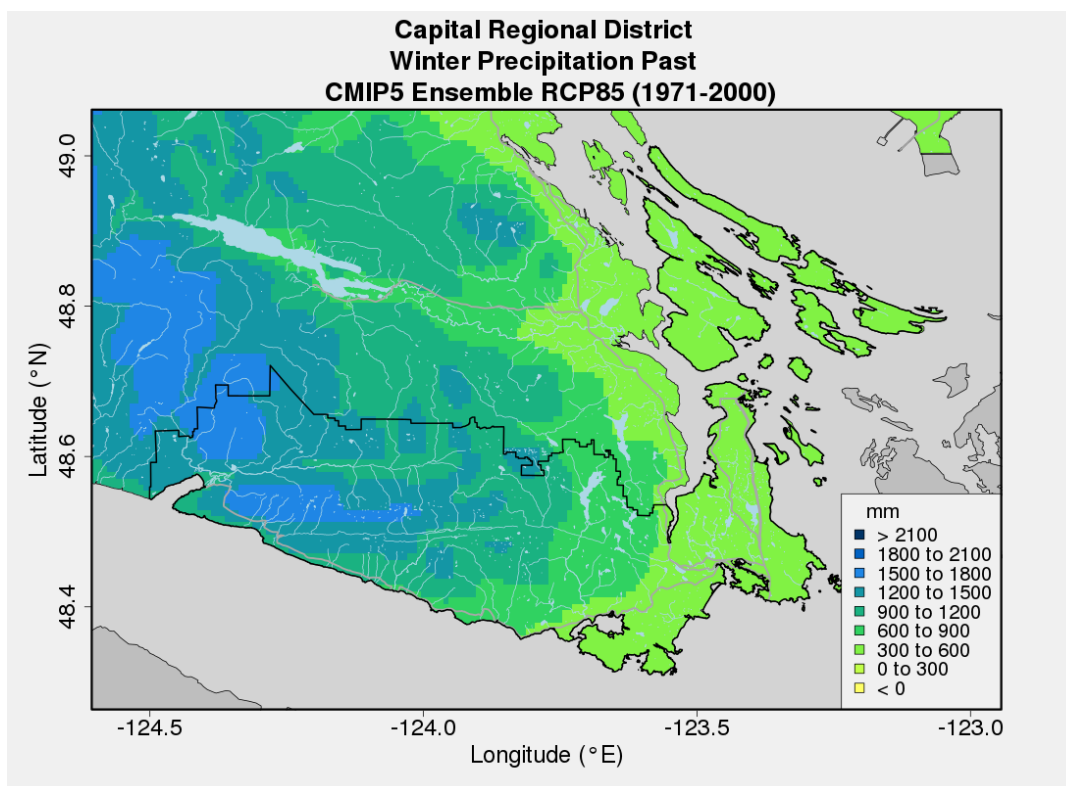 Capital Regional District
Winter Precipitation Past
CMIP5 Ensemble RCP85 (1971-2000)
49.0
48.8
48.6
48.4
Latitude (°N)
mm
> 2100
1800 to 2100
1500 to 1800
1200 to 1500
900 to 1200
600 to 900
300 to 600
0 to 300
< 0
-124.5
-124.0
-123.5
-123.0
Longitude (°E)